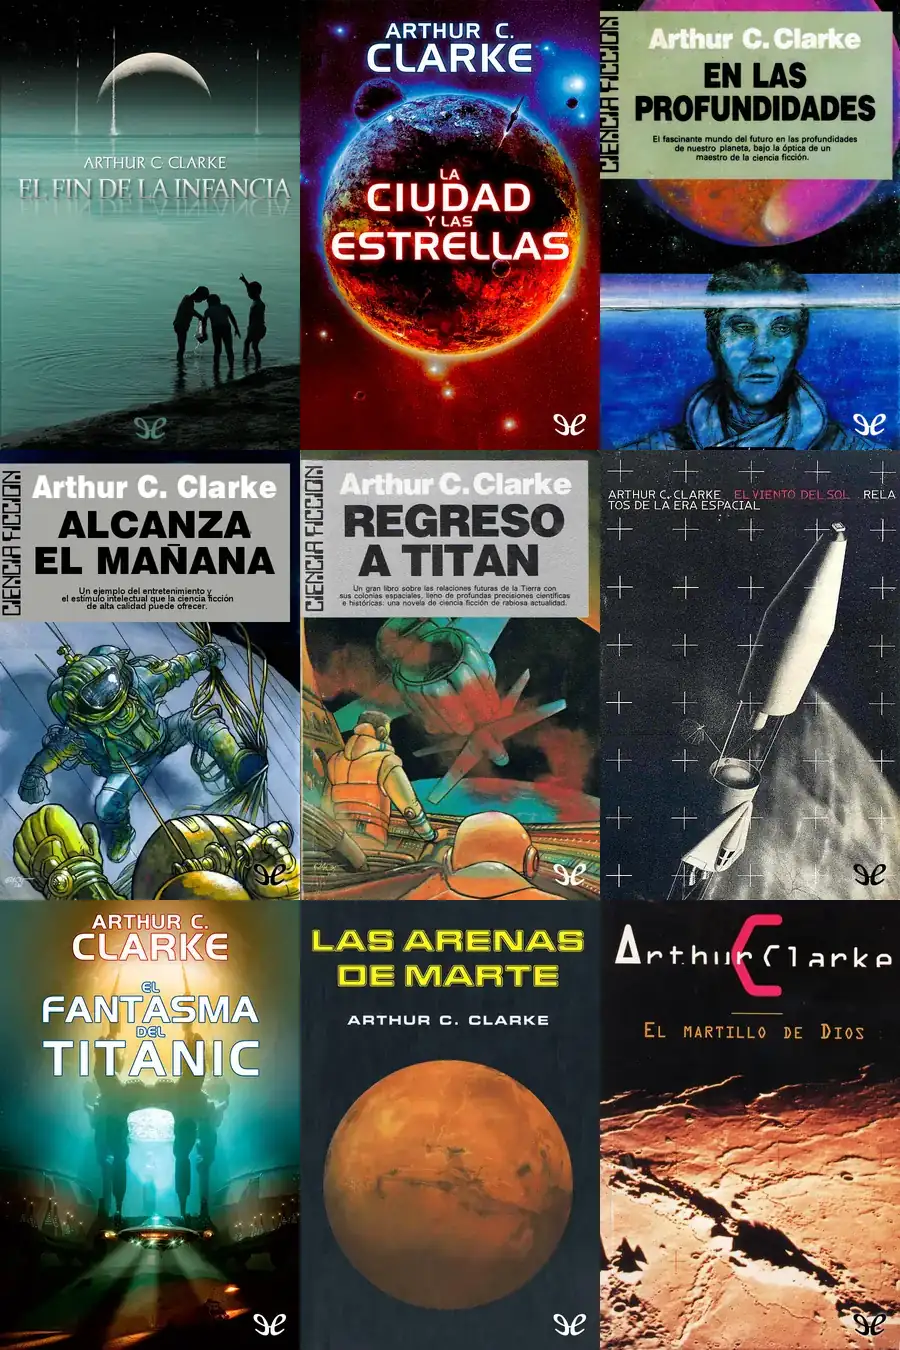 ARTHUR C CLARKE
EL FIN DE LA INFANCIA
ARTHUR C.
CLARKE
LA
CIUDAD
Y LAS
ESTRELLAS
CIENCIA FICCION
Arthur C. Clarke
EN LAS
PROFUNDIDADES
El fascinante mundo del futuro en las profundidades
de nuestro planeta, bajo la óptica de un
maestro de la ciencia ficción.
CIENCIA FICCION
Arthur C. Clarke
ALCANZA
EL MAÑANA
Un ejemplo del entretenimiento y
el estímulo intelectual que la ciencia ficción
de alta calidad puede ofrecer.
CIENCIA FICCION
Arthur C. Clarke
REGRESO
A TITAN
Un gran libro sobre las relaciones futuras de la Tierra con
sus colonias espaciales, lleno de profundas precisiones científicas
e históricas: una novela de ciencia ficción de rabiosa actualidad.
ARTHUR C. CLARKE EL VIENTO DEL SOL RELA
TOS DE LA ERA ESPACIAL
ARTHUR C.
CLARKE
EL
FANTASMA
DEL
TITANIC
LAS ARENAS
DE MARTE
ARTHUR C. CLARKE
Arthur C Clarke
EL MARTILLO DE DIOS